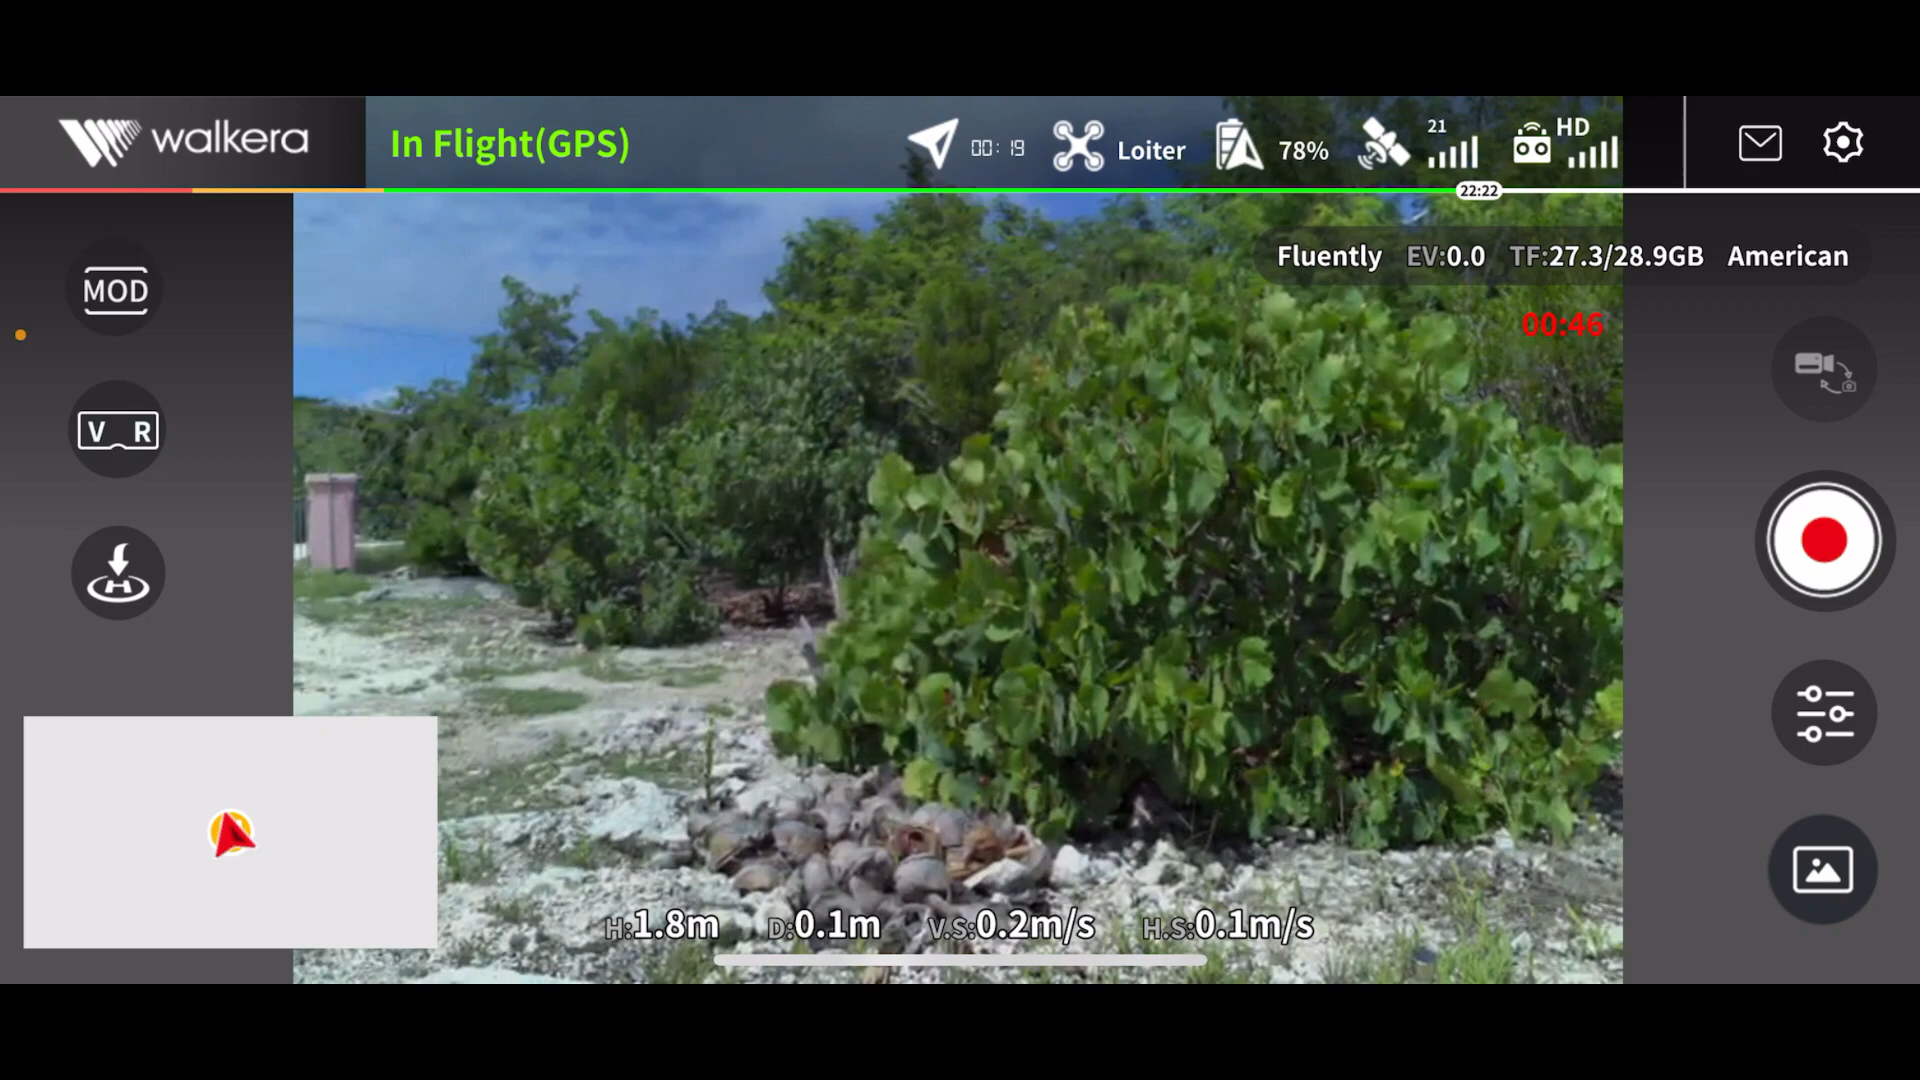 walkera
In Flight(GPS)
00:19
Loiter
78%
21
HD
22:22
Fluently EV:0.0 TF:27.3/28.9GB American
00:46
MOD
V R
H
H:1.8m D:0.1m V.S:0.2m/s H.S:0.1m/s